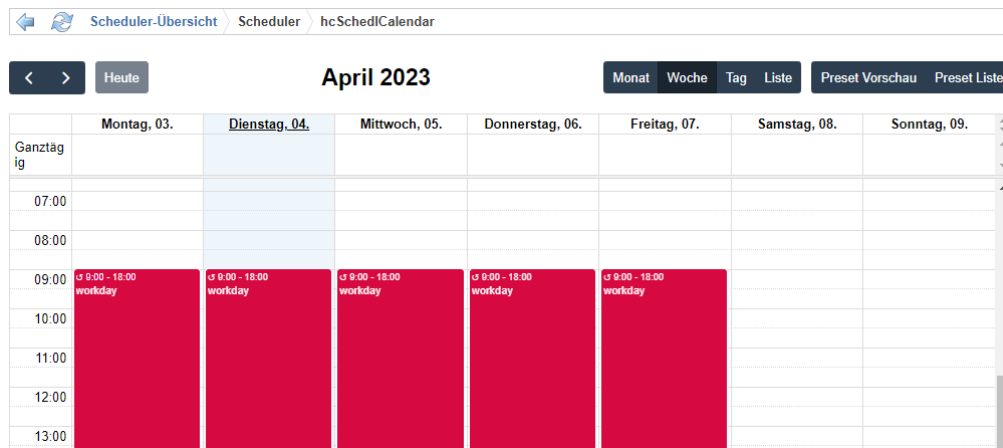 Scheduler-Übersicht Scheduler hcSchedlCalendar
< > Heute April 2023 Monat Woche Tag Liste Preset Vorschau Preset Liste
Montag, 03. Dienstag, 04. Mittwoch, 05. Donnerstag, 06. Freitag, 07. Samstag, 08. Sonntag, 09.
Ganztäg
ig
07:00
08:00
09:00 ↺ 9:00 - 18:00 ↺ 9:00 - 18:00 ↺ 9:00 - 18:00 ↺ 9:00 - 18:00 ↺ 9:00 - 18:00
workday workday workday workday workday
10:00
11:00
12:00
13:00